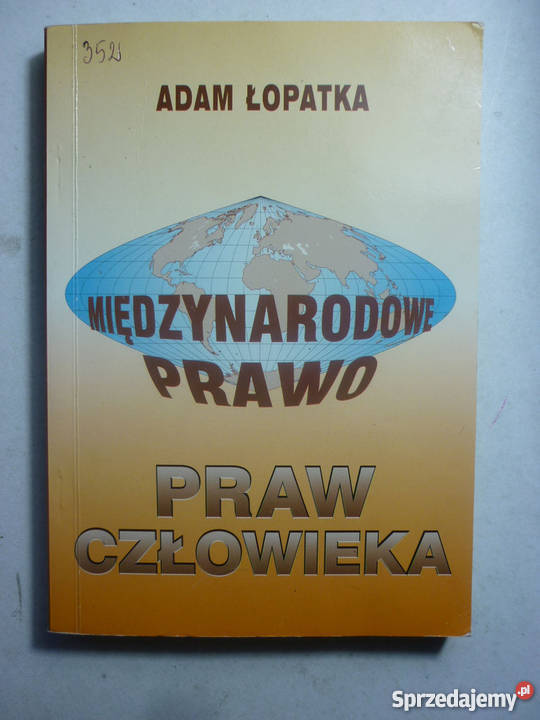 352
ADAM ŁOPATKA
MIĘDZYNARODOWE
PRAWO
PRAW
CZŁOWIEKA
Sprzedajemy.pl